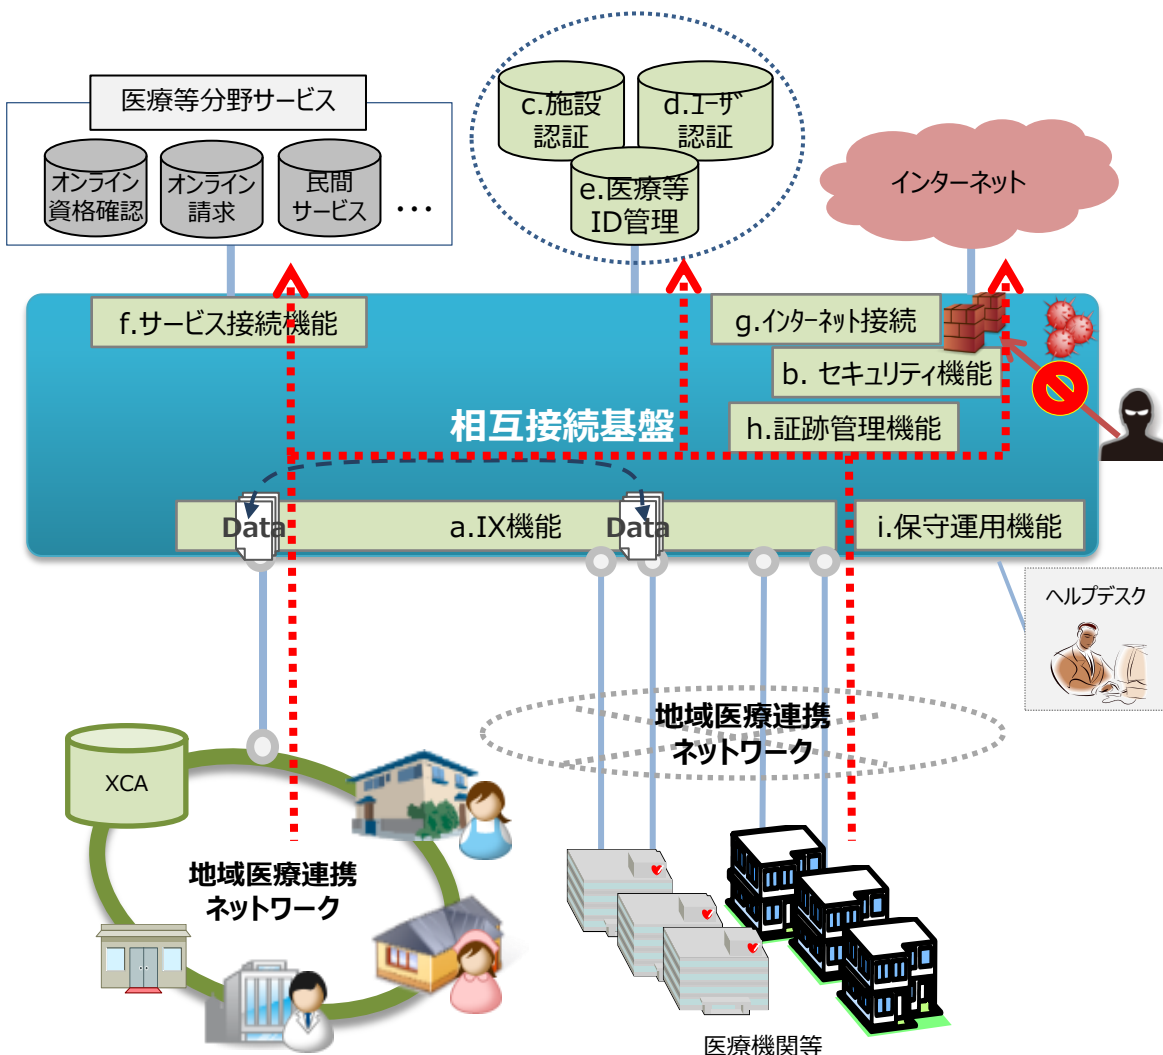 医療等分野サービス
オンライン
資格確認
オンライン
請求
民間
サービス
…
c.施設
認証
d.ユーザ
認証
e.医療等
ID管理
インターネット
f.サービス接続機能
g.インターネット接続
b. セキュリティ機能
h.証跡管理機能
相互接続基盤
Data
a.IX機能
Data
i.保守運用機能
ヘルプデスク
地域医療連携
ネットワーク
XCA
地域医療連携
ネットワーク
医療機関等